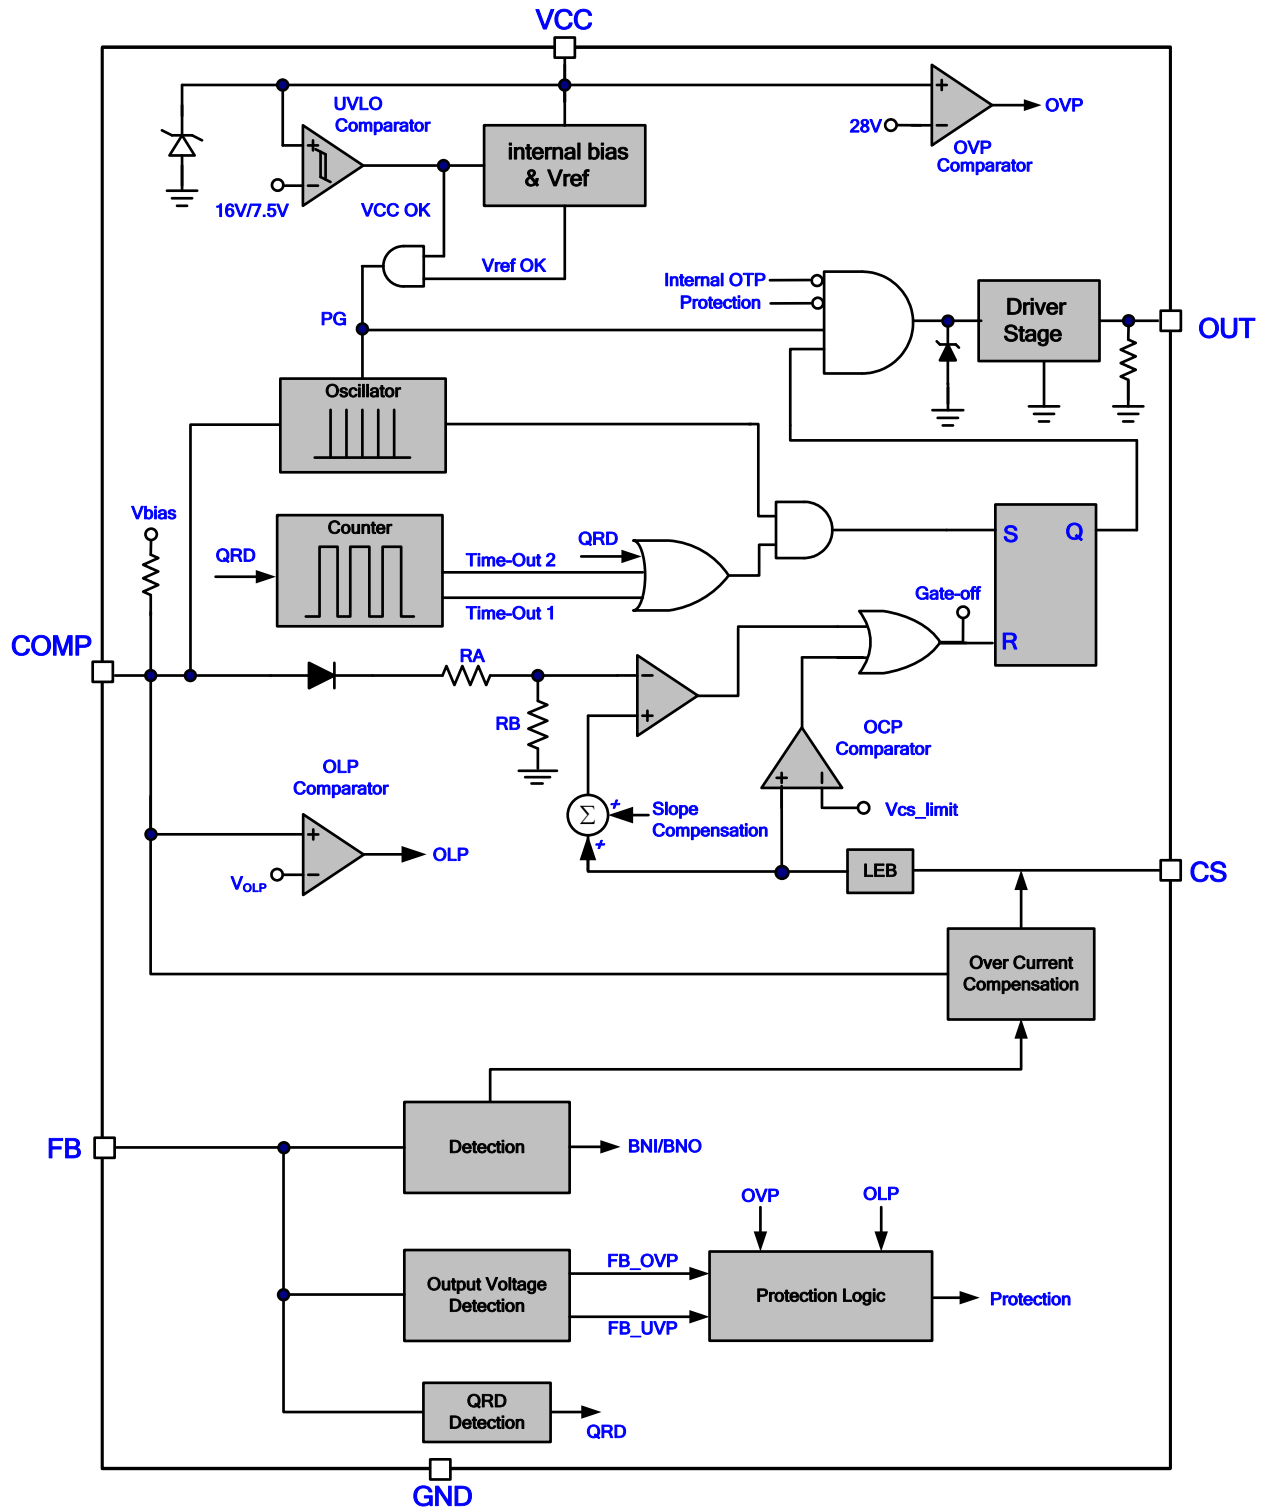 VCC
UVLO
Comparator
+
−
16V/7.5V
VCC OK
internal bias
& Vref
Vref OK
+
−
28V
OVP
OVP
Comparator
PG
Internal OTP
Protection
Driver
Stage
OUT
Oscillator
Vbias
QRD
Counter
Time-Out 2
Time-Out 1
QRD
S
Q
R
Gate-off
COMP
RA
RB
−
+
OCP
Comparator
+
−
Vcs_limit
Σ
+
+
Slope
Compensation
OLP
Comparator
+
−
VOLP
OLP
LEB
CS
Over Current
Compensation
FB
Detection
BNI/BNO
OVP
OLP
Output Voltage
Detection
FB_OVP
FB_UVP
Protection Logic
Protection
QRD
Detection
QRD
GND